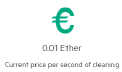 0.01 Ether
Current price per second of cleaning